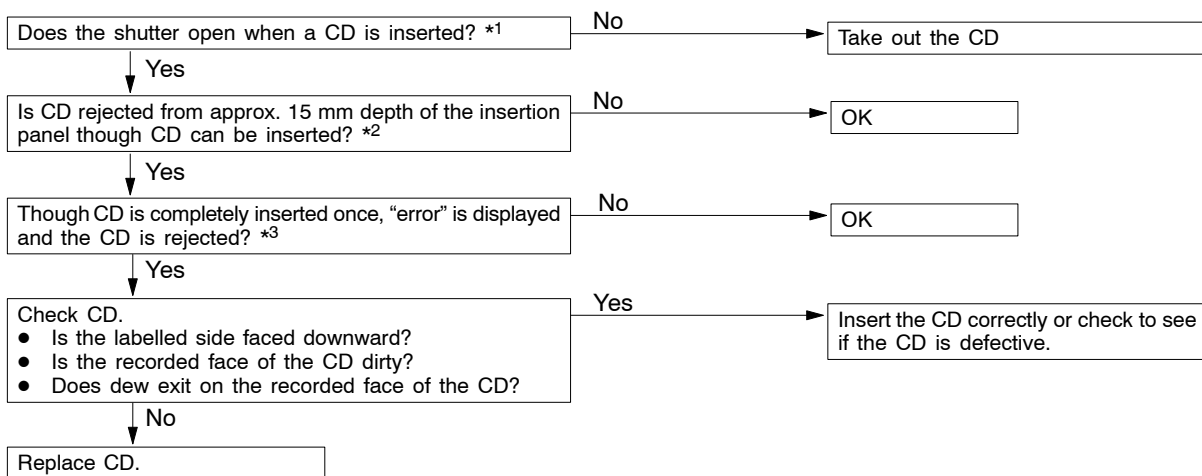 Does the shutter open when a CD is inserted? *1
No
Take out the CD
Yes
Is CD rejected from approx. 15 mm depth of the insertion
panel though CD can be inserted? *2
No
OK
Yes
Though CD is completely inserted once, “error” is displayed
and the CD is rejected? *3
No
OK
Yes
Check CD.
● Is the labelled side faced downward?
● Is the recorded face of the CD dirty?
● Does dew exit on the recorded face of the CD?
Yes
Insert the CD correctly or check to see
if the CD is defective.
No
Replace CD.